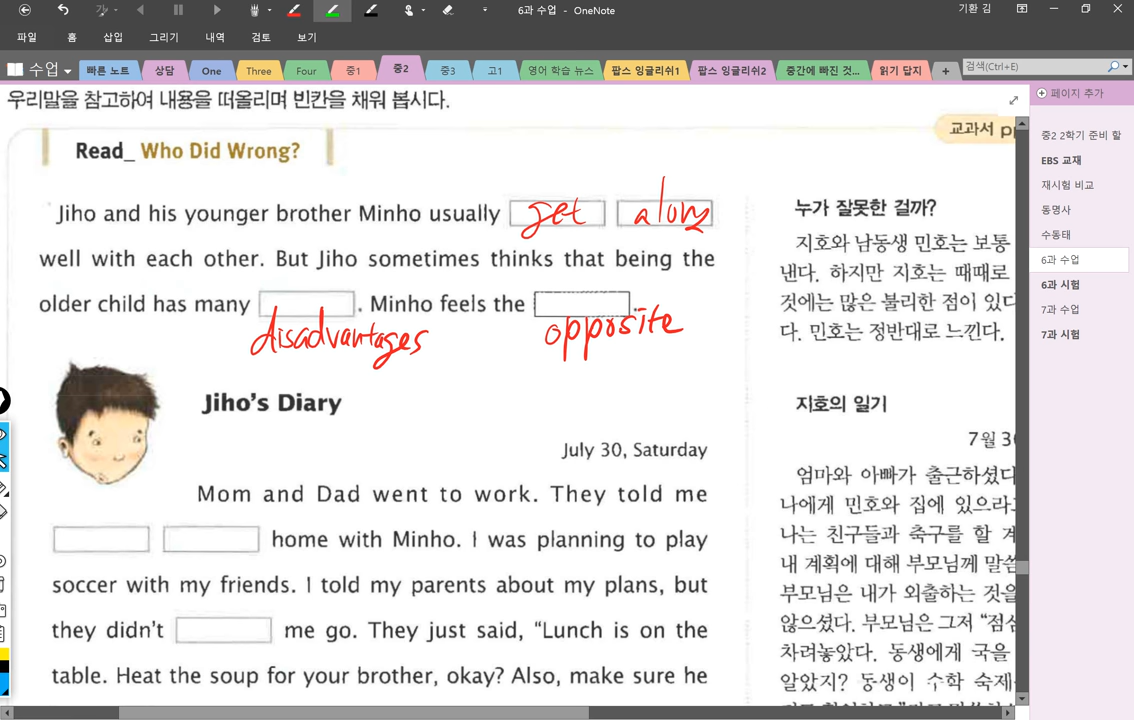 6과 수업 - OneNote
기환 김
파일 홈 삽입 그리기 내역 검토 보기
수업 빠른 노트 상담 One Three Four 중1 중2 중3 고1 영어 학습 뉴스 팝스 잉글리쉬1 팝스 잉글리쉬2 중간에 빠진 것... 읽기 답지 + 검색(Ctrl+E)
우리말을 참고하여 내용을 떠올리며 빈칸을 채워 봅시다.
교과서
Read_ Who Did Wrong?
Jiho and his younger brother Minho usually get along
well with each other. But Jiho sometimes thinks that being the
older child has many . Minho feels the .
disadvantages opposite
Jiho's Diary
July 30, Saturday
Mom and Dad went to work. They told me
home with Minho. I was planning to play
soccer with my friends. I told my parents about my plans, but
they didn't me go. They just said, “Lunch is on the
table. Heat the soup for your brother, okay? Also, make sure he
누가 잘못한 걸까?
지호와 남동생 민호는 보통
낸다. 하지만 지호는 때때로
것에는 많은 불리한 점이 있다
다. 민호는 정반대로 느낀다.
지호의 일기
7월 30
엄마와 아빠가 출근하셨다
나에게 민호와 집에 있으라고
나는 친구들과 축구를 할 계
내 계획에 대해 부모님께 말씀
부모님은 내가 외출하는 것을
않으셨다. 부모님은 그저 “점심
차려놓았다. 동생에게 국을
알았지? 동생이 수학 숙제
페이지 추가
중2 2학기 준비 할
EBS 교재
재시험 비교
동명사
수동태
6과 수업
6과 시험
7과 수업
7과 시험